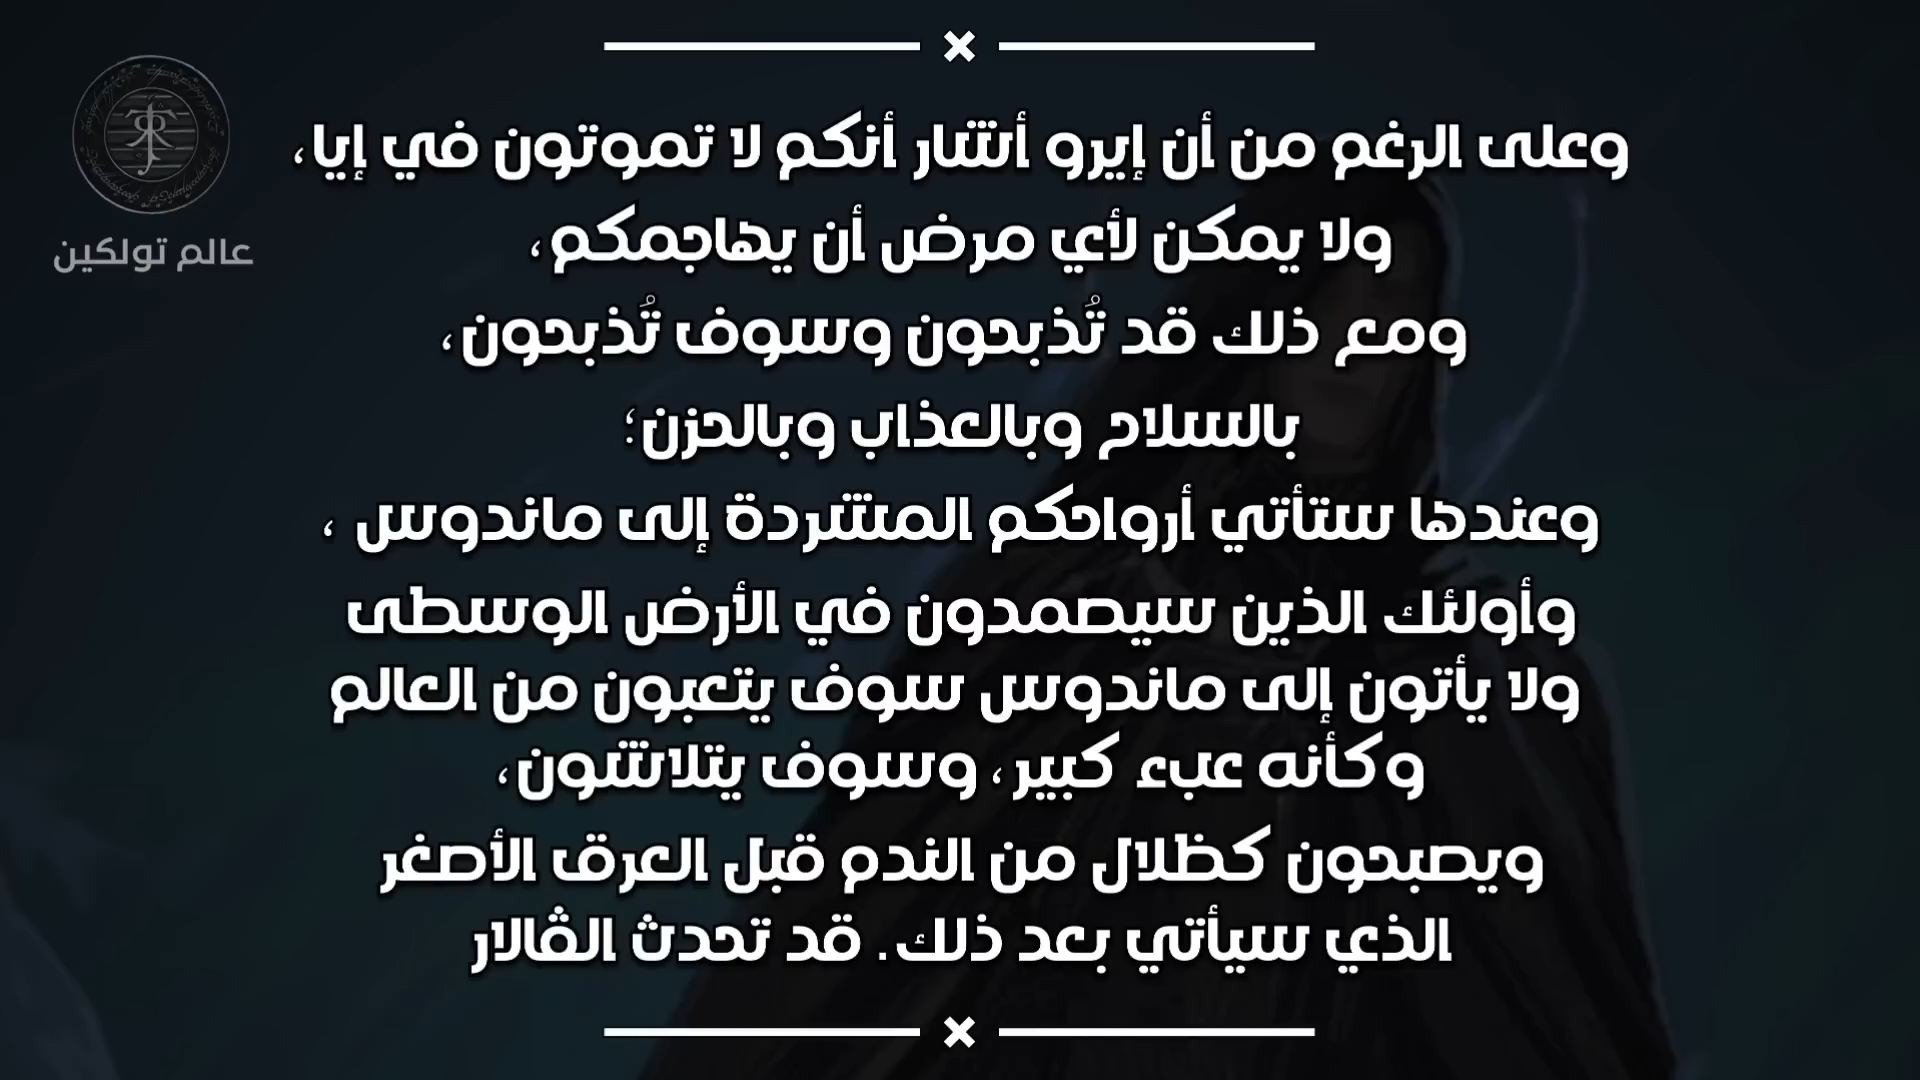 وعلى الرغم من أن إيرو أشار أنكم لا تموتون في إيا،
ولا يمكن لأي مرض أن يهاجمكم،
ومع ذلك قد تُذبحون وسوف تُذبحون،
بالسلاح وبالعذاب وبالحزن؛
وعندها ستأتي أرواحكم المشردة إلى ماندوس ،
وأولئك الذين سيصمدون في الأرض الوسطى
ولا يأتون إلى ماندوس سوف يتعبون من العالم
وكأنه عبء كبير، وسوف يتلاشون،
ويصبحون كظلال من الندم قبل العرق الأصغر
الذي سيأتي بعد ذلك. قد تحدث الڤالار
عالم تولكين